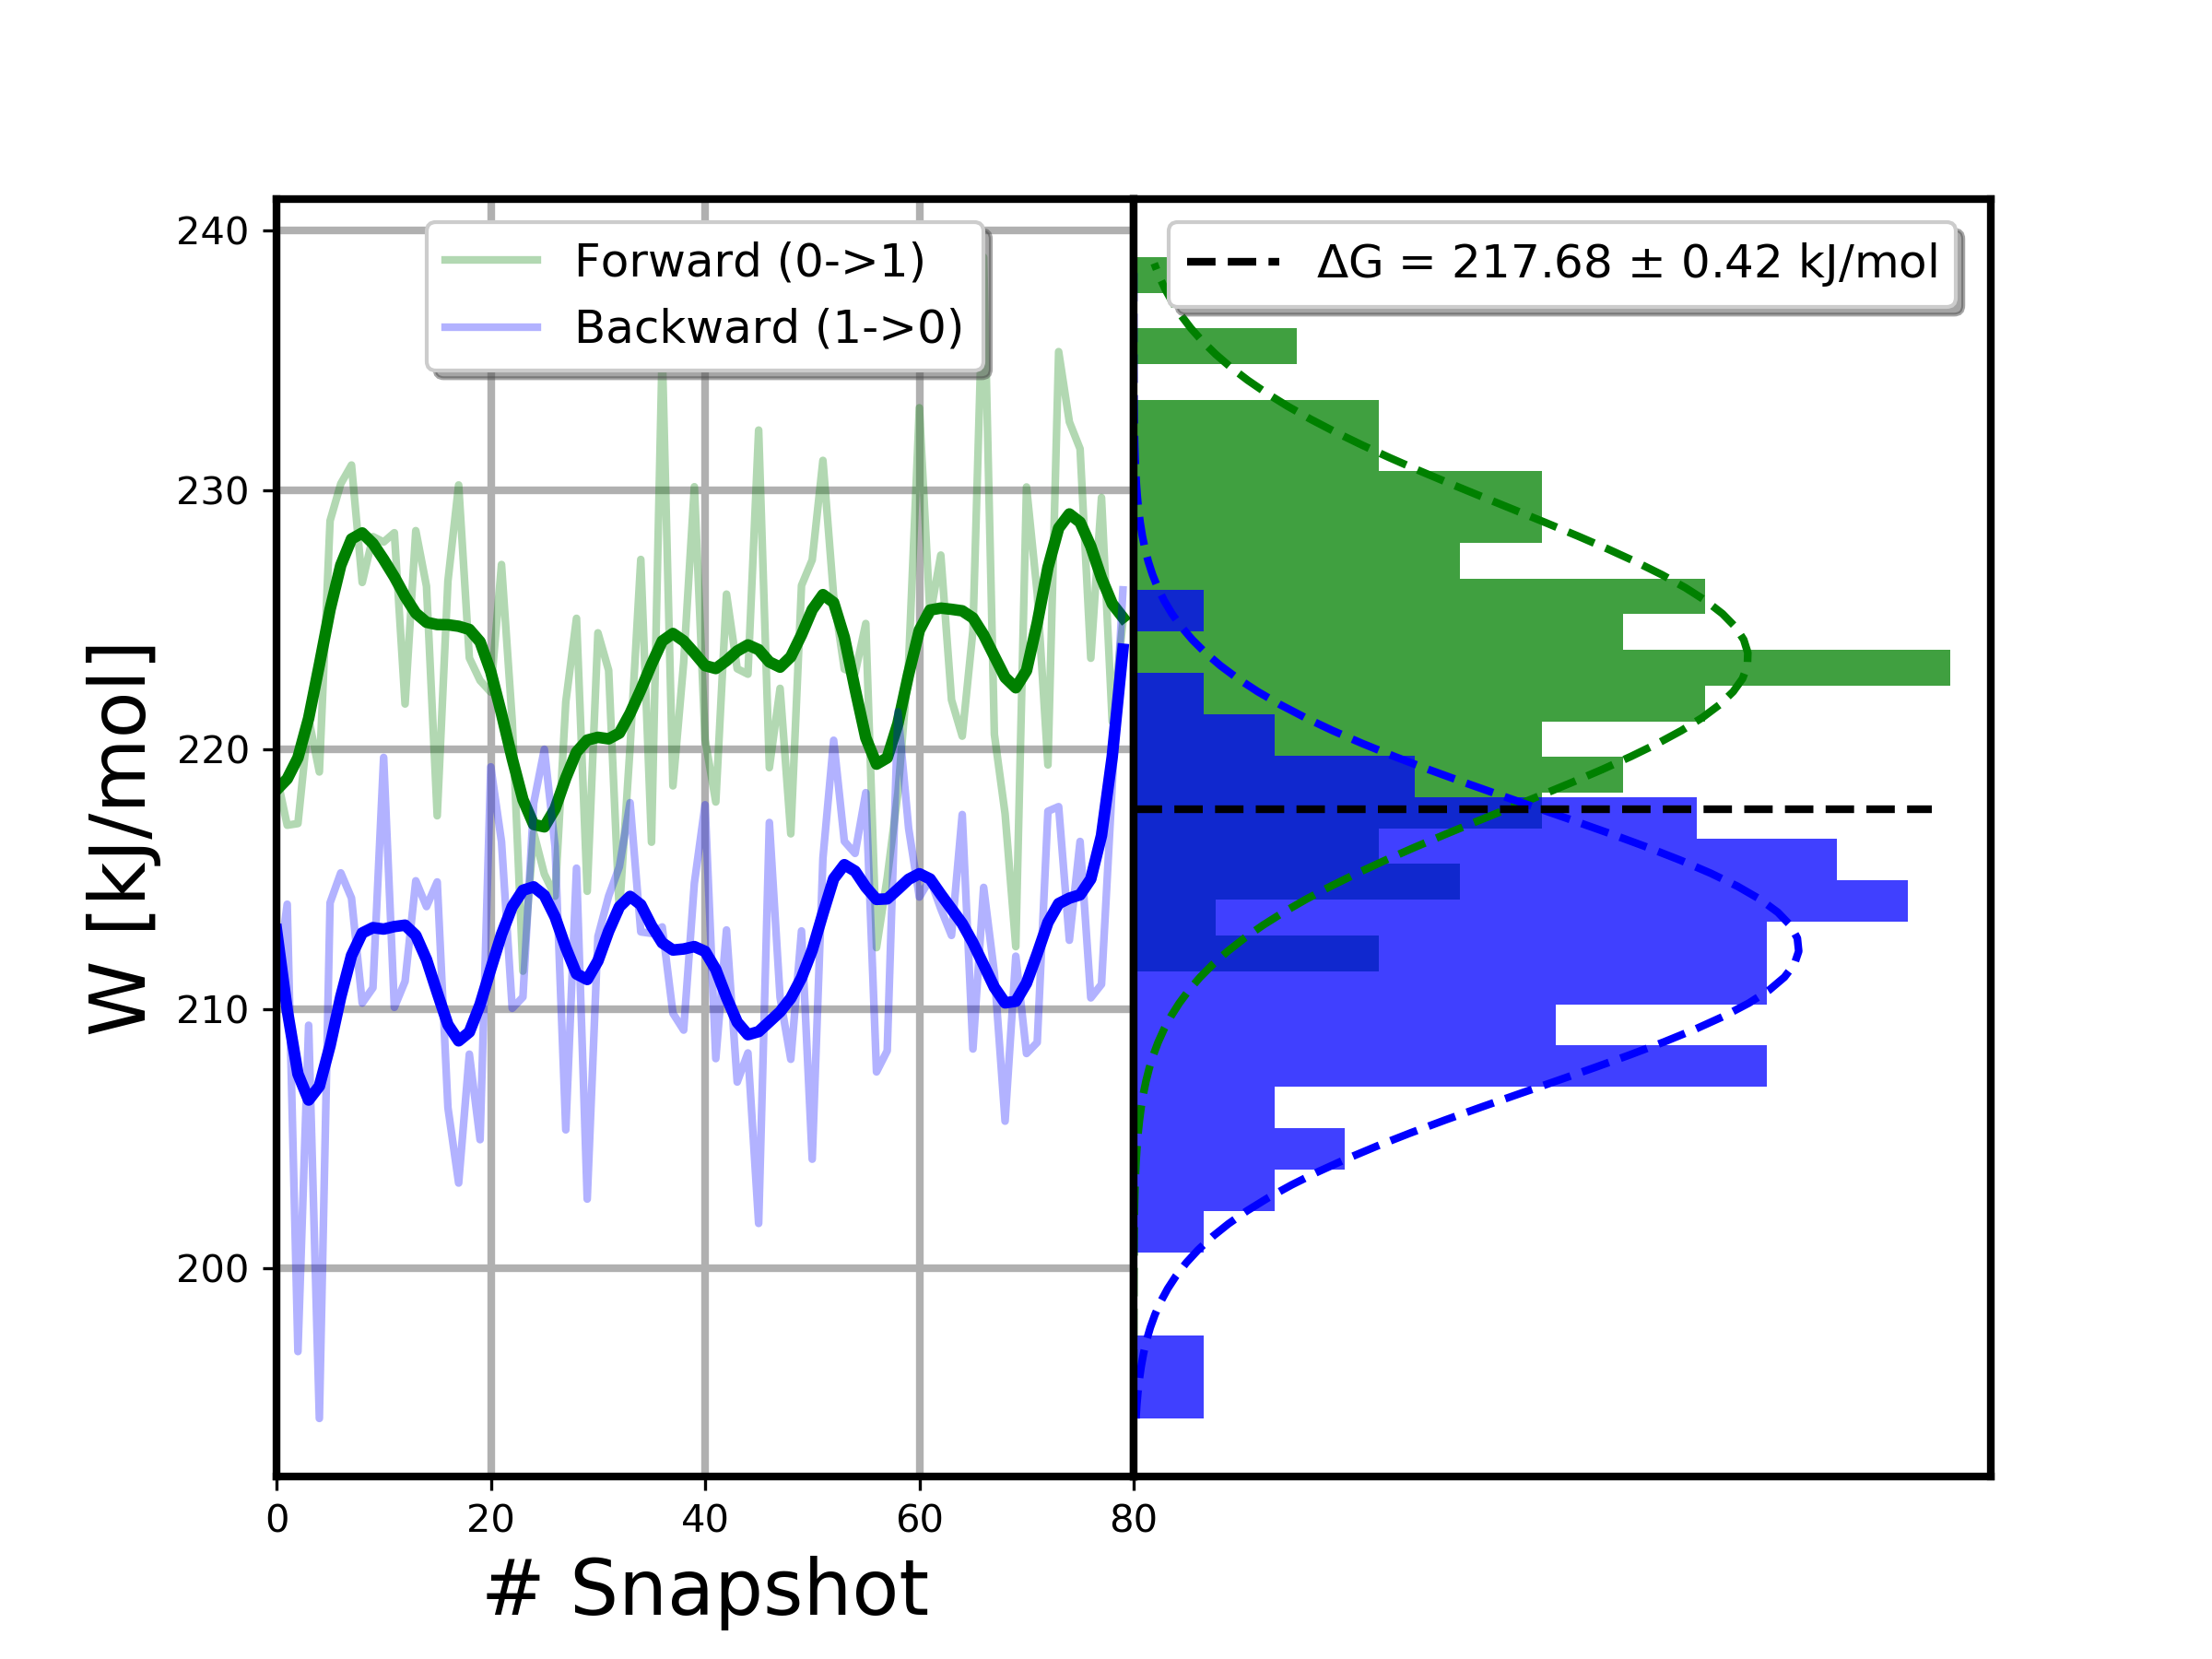 240
230
220
210
200
W [kJ/mol]
Forward (0->1)
Backward (1->0)
ΔG = 217.68 ± 0.42 kJ/mol
0 20 40 60 80
# Snapshot